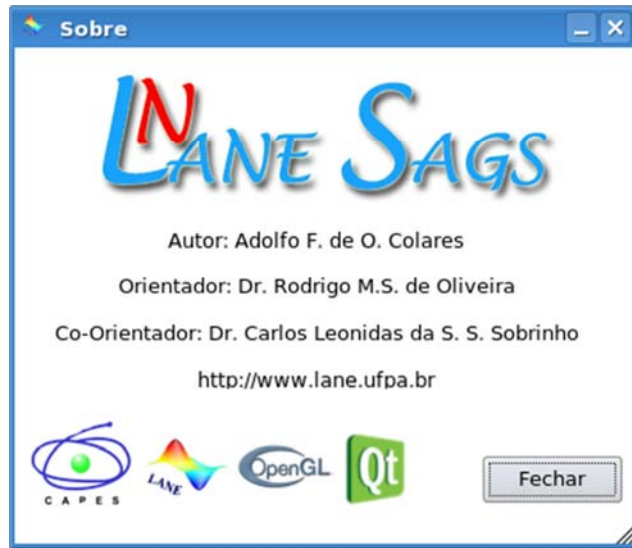 Sobre
LNANE SAGS
Autor: Adolfo F. de O. Colares
Orientador: Dr. Rodrigo M.S. de Oliveira
Co-Orientador: Dr. Carlos Leonidas da S. S. Sobrinho
http://www.lane.ufpa.br
CAPES
LANE
OpenGL
Qt
Fechar